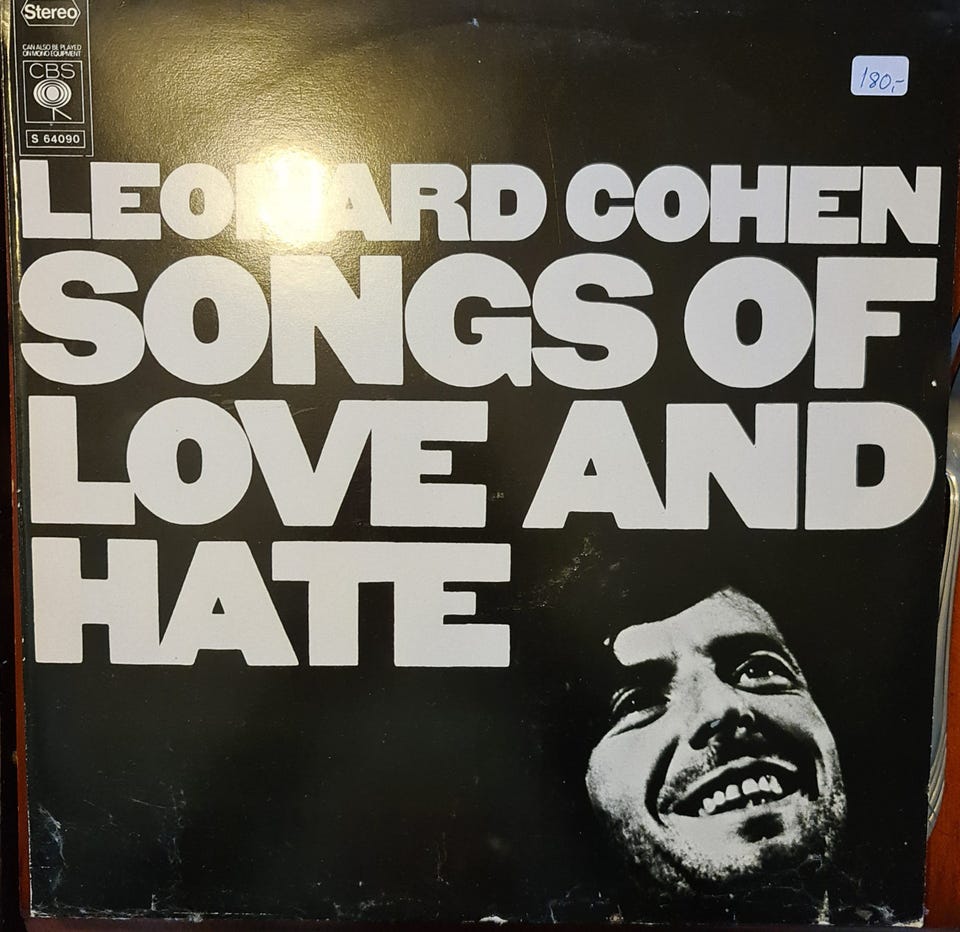 Stereo
CAN ALSO BE PLAYED
ON MONO EQUIPMENT
CBS
S 64090
180,-
LEONARD COHEN
SONGS OF
LOVE AND
HATE